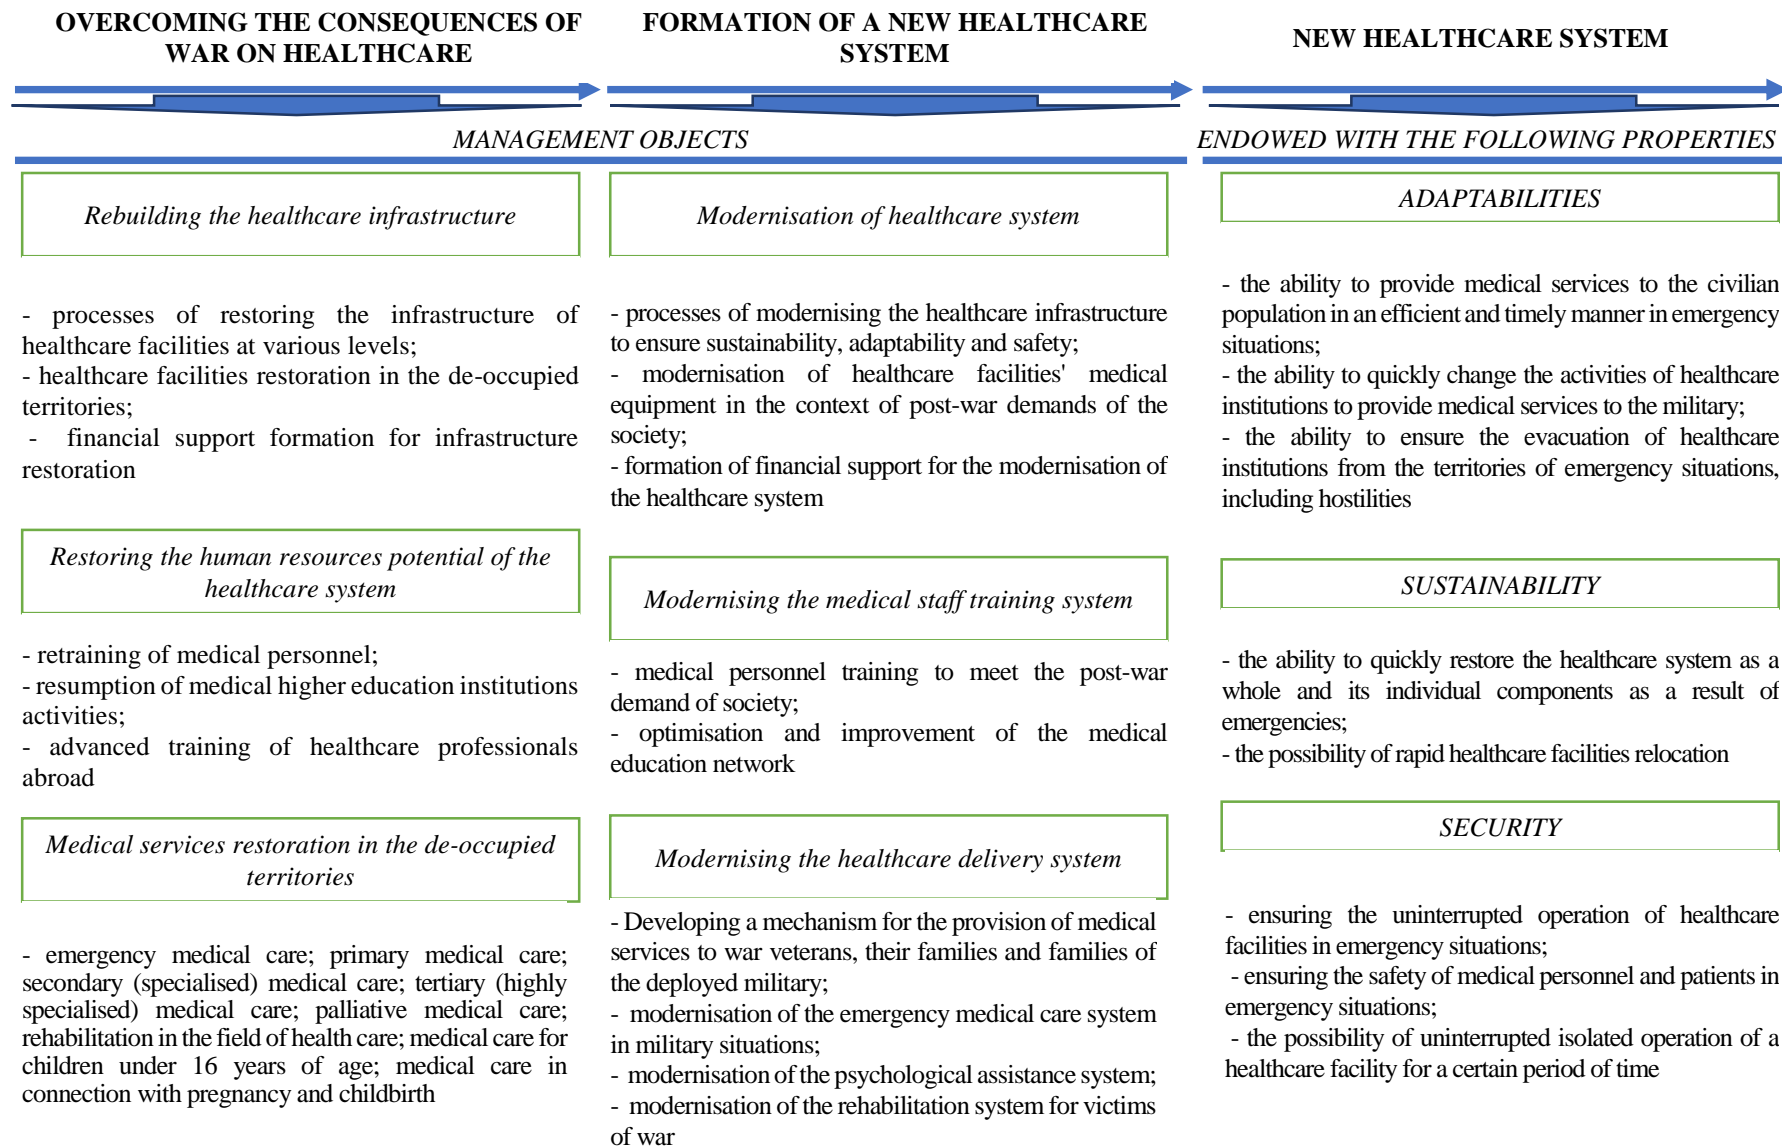 OVERCOMING THE CONSEQUENCES OF
WAR ON HEALTHCARE
FORMATION OF A NEW HEALTHCARE
SYSTEM
NEW HEALTHCARE SYSTEM
MANAGEMENT OBJECTS
ENDOWED WITH THE FOLLOWING PROPERTIES
Rebuilding the healthcare infrastructure
- processes of restoring the infrastructure of
healthcare facilities at various levels;
- healthcare facilities restoration in the de-occupied
territories;
- financial support formation for infrastructure
restoration
Restoring the human resources potential of the
healthcare system
- retraining of medical personnel;
- resumption of medical higher education institutions
activities;
- advanced training of healthcare professionals
abroad
Medical services restoration in the de-occupied
territories
- emergency medical care; primary medical care;
secondary (specialised) medical care; tertiary (highly
specialised) medical care; palliative medical care;
rehabilitation in the field of health care; medical care for
children under 16 years of age; medical care in
connection with pregnancy and childbirth
Modernisation of healthcare system
- processes of modernising the healthcare infrastructure
to ensure sustainability, adaptability and safety;
- modernisation of healthcare facilities' medical
equipment in the context of post-war demands of the
society;
- formation of financial support for the modernisation of
the healthcare system
Modernising the medical staff training system
- medical personnel training to meet the post-war
demand of society;
- optimisation and improvement of the medical
education network
Modernising the healthcare delivery system
- Developing a mechanism for the provision of medical
services to war veterans, their families and families of
the deployed military;
- modernisation of the emergency medical care system
in military situations;
- modernisation of the psychological assistance system;
- modernisation of the rehabilitation system for victims
of war
ADAPTABILITIES
- the ability to provide medical services to the civilian
population in an efficient and timely manner in emergency
situations;
- the ability to quickly change the activities of healthcare
institutions to provide medical services to the military;
- the ability to ensure the evacuation of healthcare
institutions from the territories of emergency situations,
including hostilities
SUSTAINABILITY
- the ability to quickly restore the healthcare system as a
whole and its individual components as a result of
emergencies;
- the possibility of rapid healthcare facilities relocation
SECURITY
- ensuring the uninterrupted operation of healthcare
facilities in emergency situations;
- ensuring the safety of medical personnel and patients in
emergency situations;
- the possibility of uninterrupted isolated operation of a
healthcare facility for a certain period of time